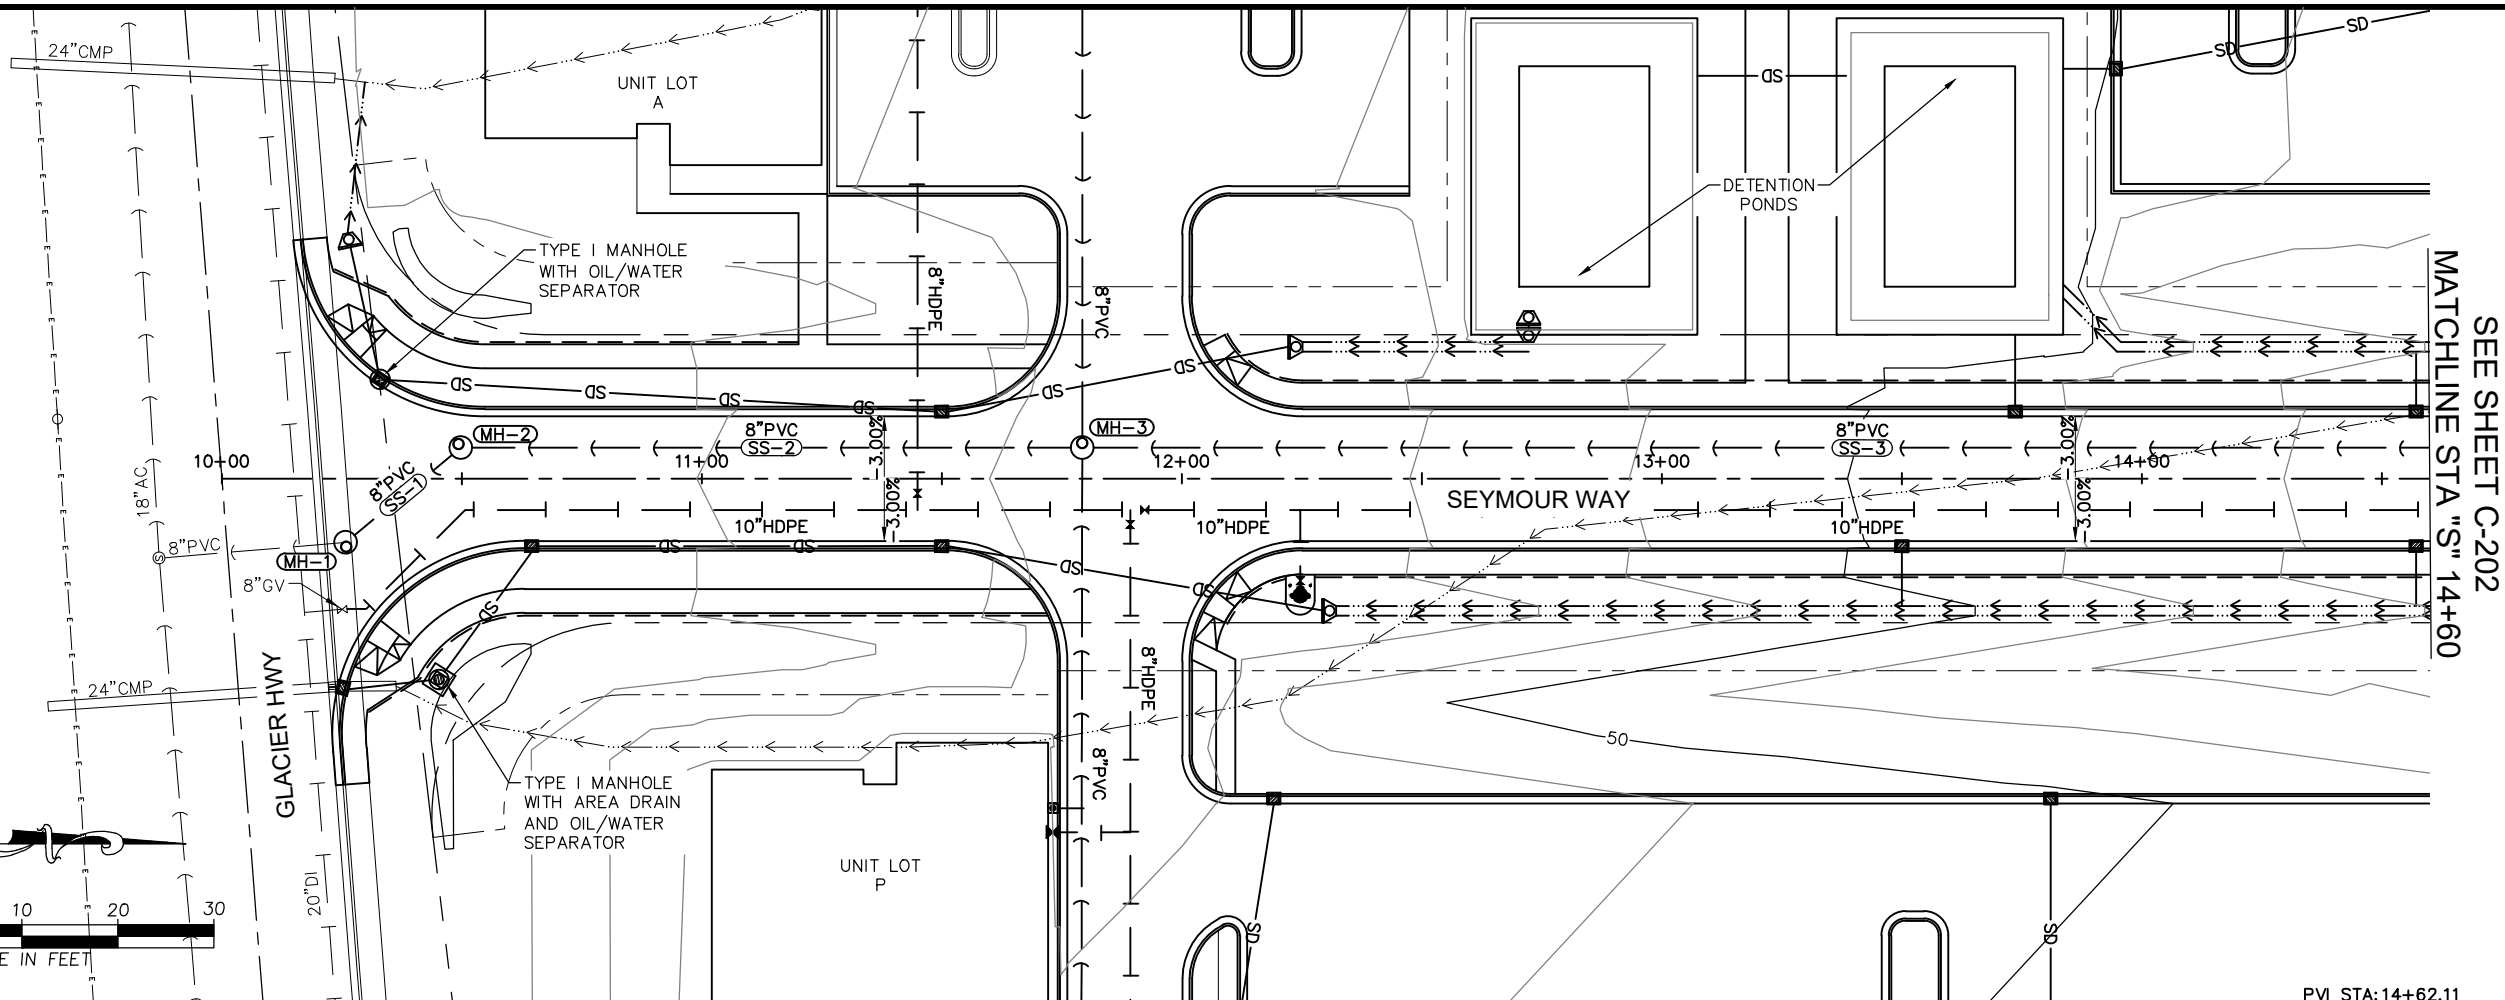 24"CMP
UNIT LOT
A
SD
SD
SD
DETENTION
PONDS
TYPE I MANHOLE
WITH OIL/WATER
SEPARATOR
8"HDPE
8"PVC
SEE SHEET C-202
MATCHLINE STA "S" 14+60
SD
SD
SD
SD
SD
SD
MH-2
8"PVC
SS-2
MH-3
8"PVC
SS-3
-3.00%
-3.00%
10+00
11+00
12+00
13+00
14+00
18"AC
8"PVC
SS-1
SEYMOUR WAY
-3.00%
-3.00%
10"HDPE
10"HDPE
10"HDPE
8"PVC
MH-1
SD
SD
SD
SD
SD
8"GV
24"CMP
GLACIER HWY
8"HDPE
50
8"PVC
TYPE I MANHOLE
WITH AREA DRAIN
AND OIL/WATER
SEPARATOR
UNIT LOT
P
20"DI
10
20
30
E IN FEET
SD
SD
PVI STA:14+62.11